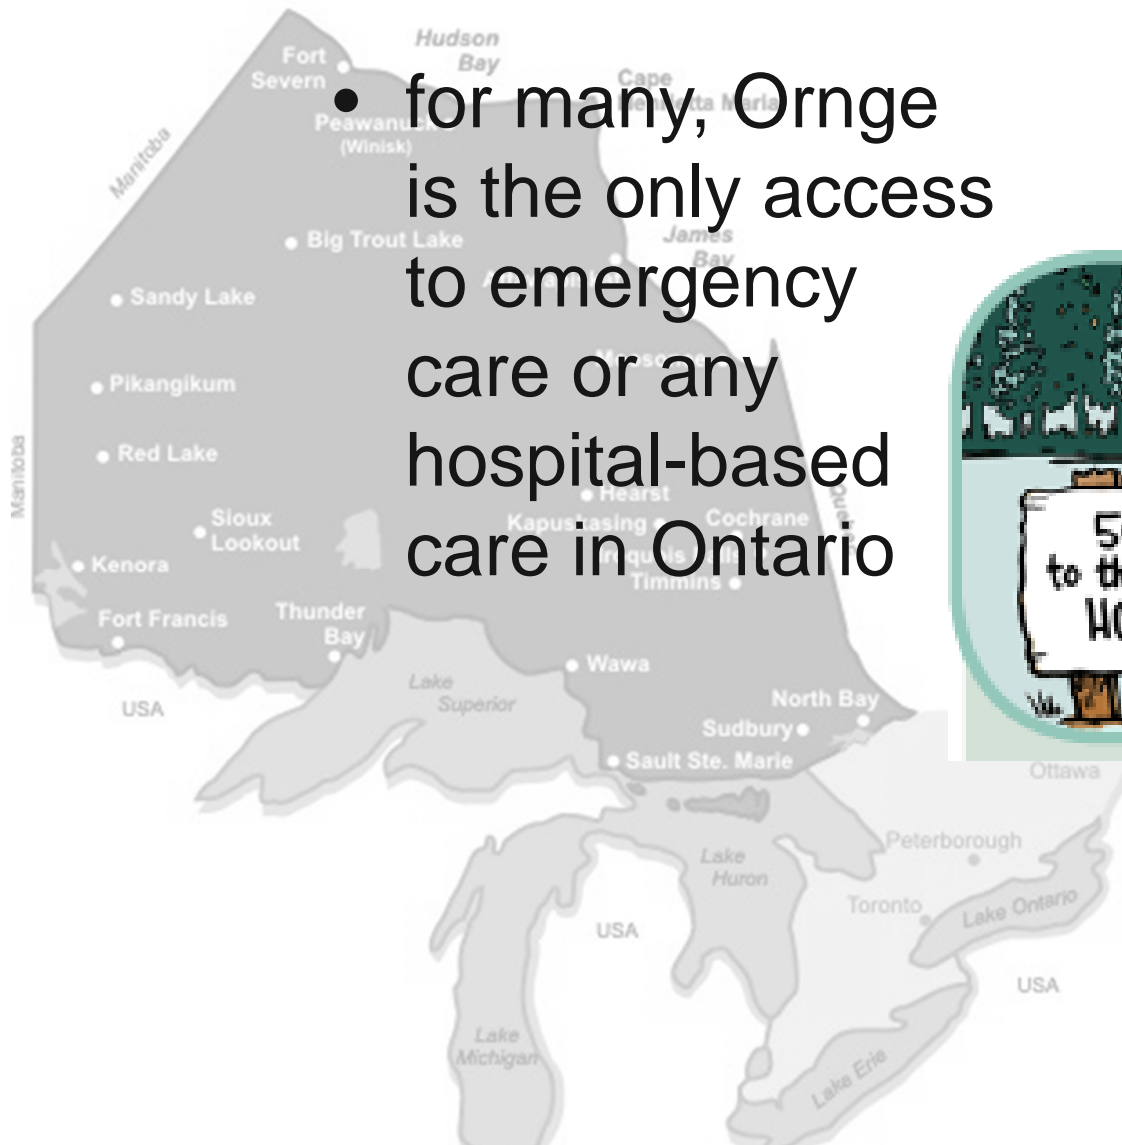 Hudson
Bay
Fort
Severn
Cape
• for many, Ornge
(Winisk)
Manitoba
is the only access
Big Trout Lake
James
Bay
to emergency
Sandy Lake
care or any
Pikangikum
Red Lake
hospital-based
Manitoba
Hearst
Kapuskasing
Cochrane
Sioux
Lookout
care in Ontario
Kenora
Timmins
to
Fort Francis
Thunder
Bay
Wawa
Lake
Superior
USA
North Bay
Sudbury
Sault Ste. Marie
Ottawa
Peterborough
Lake
Huron
Toronto
Lake Ontario
USA
USA
Lake
Michigan
Lake Erie